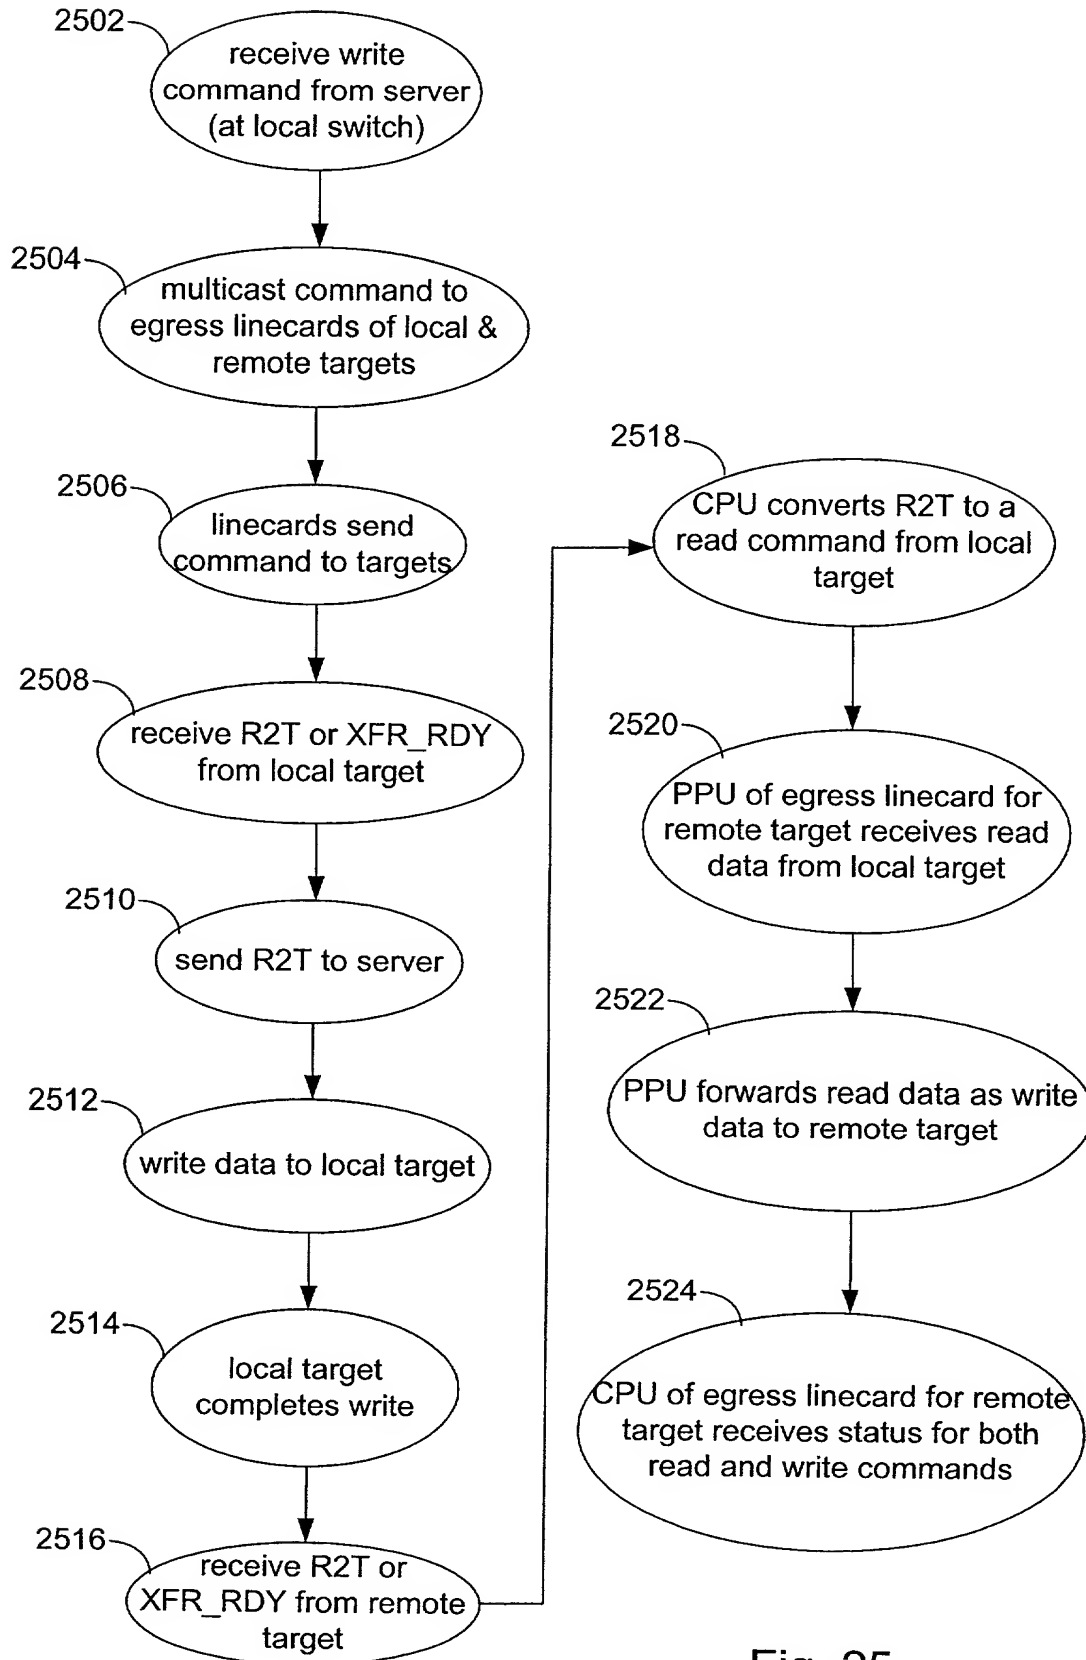 2502
receive write
command from server
(at local switch)
2504
multicast command to
egress linecards of local &
remote targets
2506
linecards send
command to targets
2508
receive R2T or XFR_RDY
from local target
2510
send R2T to server
2512
write data to local target
2514
local target
completes write
2516
receive R2T or
XFR_RDY from remote
target
2518
CPU converts R2T to a
read command from local
target
2520
PPU of egress linecard for
remote target receives read
data from local target
2522
PPU forwards read data as write
data to remote target
2524
CPU of egress linecard for remote
target receives status for both
read and write commands
Fig. 25